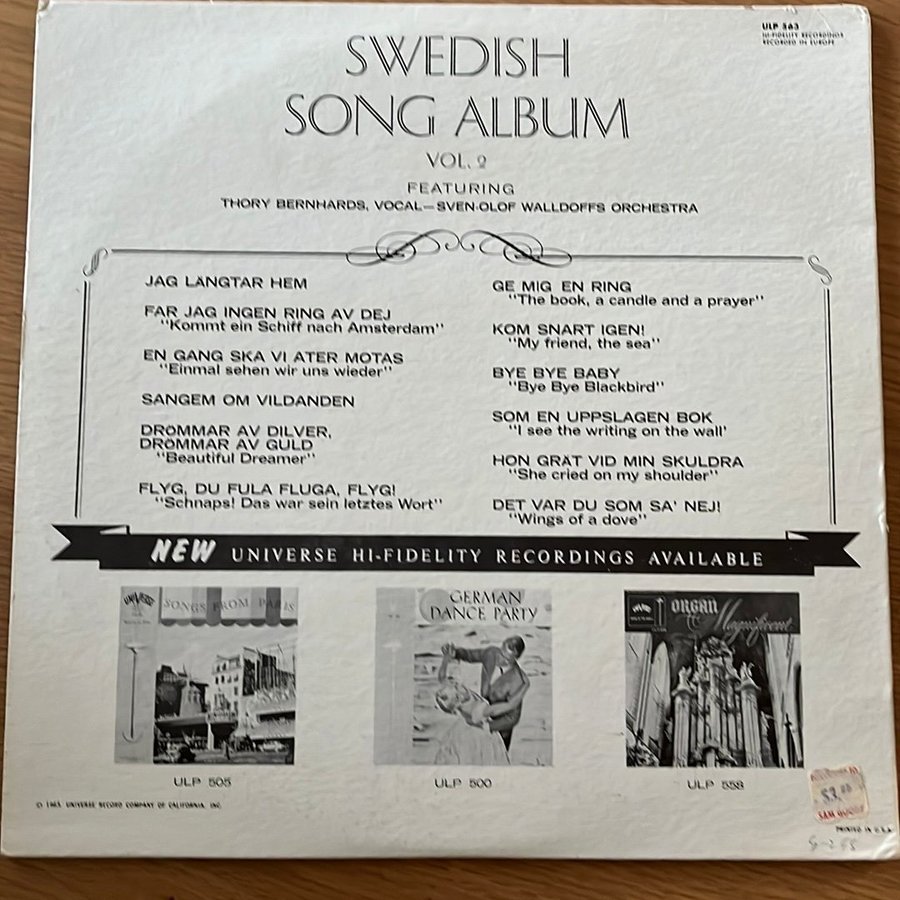 ULP 563
HI-FIDELITY RECORDINGS
RECORDED IN EUROPE
SWEDISH
SONG ALBUM
VOL. 2
FEATURING
THORY BERNHARDS, VOCAL—SVEN-OLOF WALLDOFFS ORCHESTRA
JAG LÄNGTAR HEM
FAR JAG INGEN RING AV DEJ
"Kommt ein Schiff nach Amsterdam"
EN GANG SKA VI ATER MOTAS
"Einmal sehen wir uns wieder"
SANGEM OM VILDANDEN
DRÖMMAR AV DILVER,
DRÖMMAR AV GULD
"Beautiful Dreamer"
FLYG, DU FULA FLUGA, FLYG!
"Schnaps! Das war sein letztes Wort"
GE MIG EN RING
"The book, a candle and a prayer"
KOM SNART IGEN!
"My friend, the sea"
BYE BYE BABY
"Bye Bye Blackbird"
SOM EN UPPSLAGEN BOK
"I see the writing on the wall'
HON GRÄT VID MIN SKULDRA
"She cried on my shoulder"
DET VAR DU SOM SA' NEJ!
"Wings of a dove"
NEW UNIVERSE HI-FIDELITY RECORDINGS AVAILABLE
UNIVERSE
SONGS FROM PARIS
GERMAN
DANCE PARTY
ORGAN
Magnificent
ULP 505
ULP 500
ULP 558
© 1963 UNIVERSE RECORD COMPANY OF CALIFORNIA, INC.
SAM
PRINTED IN U.S.A.